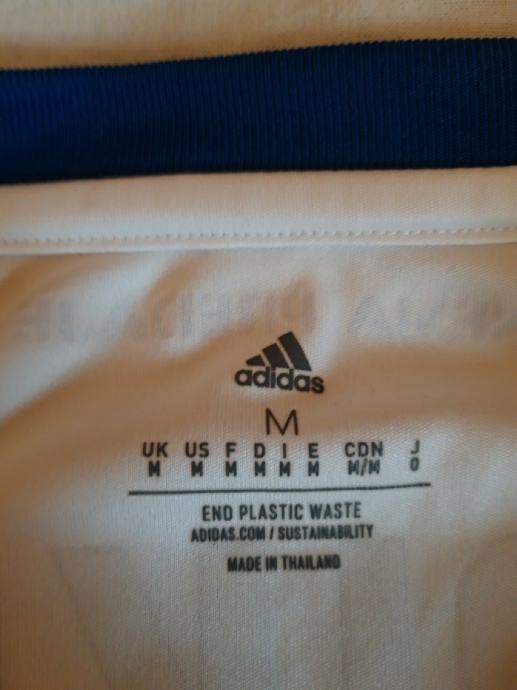 adidas
M
UK US F D I E CDN J
M M M M M M M/M O
END PLASTIC WASTE
ADIDAS.COM / SUSTAINABILITY
MADE IN THAILAND